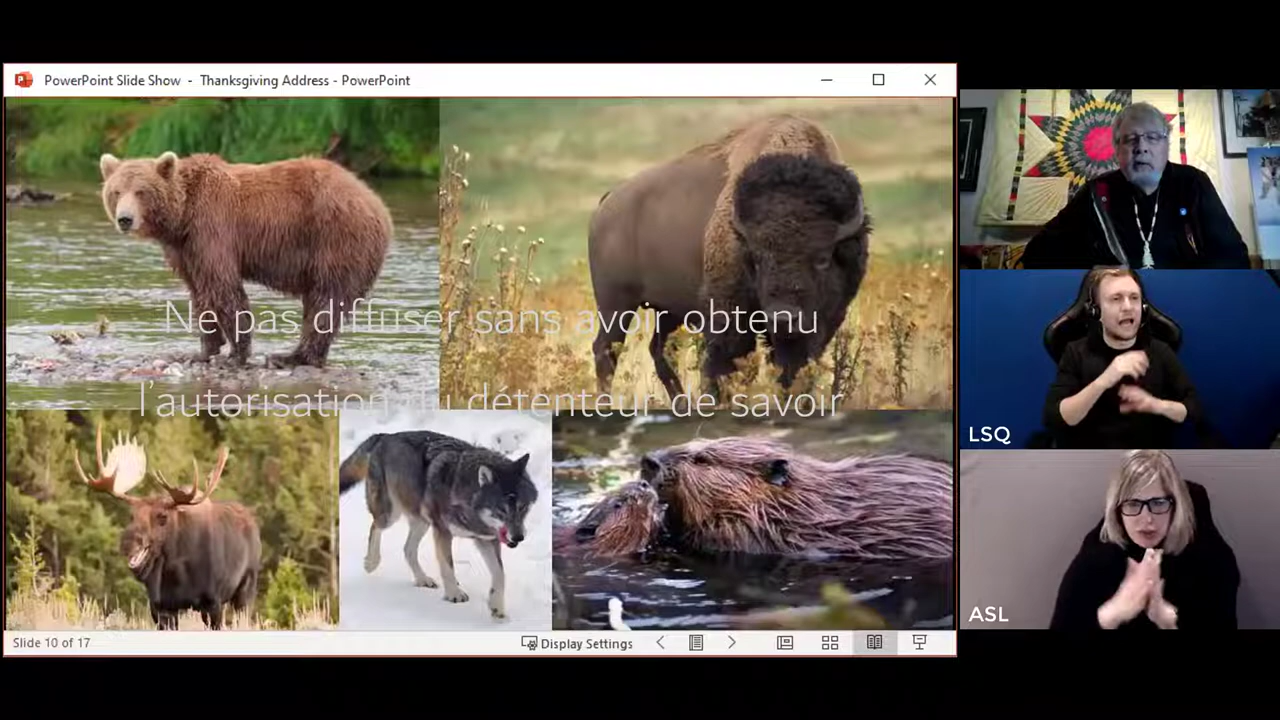 PowerPoint Slide Show - Thanksgiving Address - PowerPoint
Ne pas diffuser sans avoir obtenu
l'autorisation du détenteur de savoir
LSQ
ASL
Slide 10 of 17
Display Settings